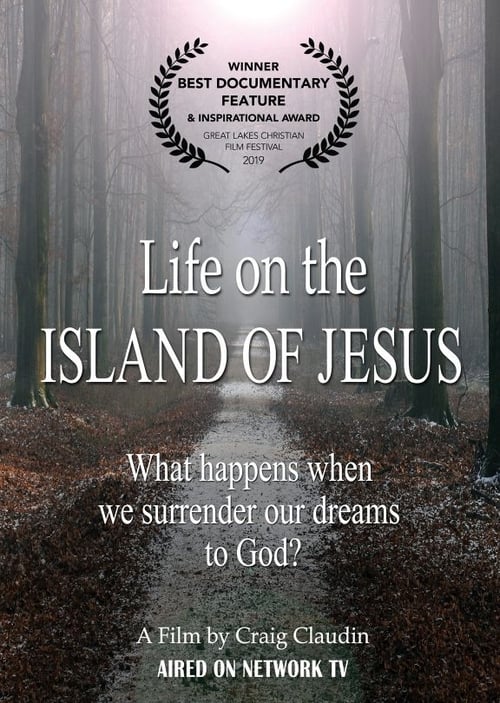 WINNER
BEST DOCUMENTARY
FEATURE
& INSPIRATIONAL AWARD
GREAT LAKES CHRISTIAN
FILM FESTIVAL
2019
Life on the
ISLAND OF JESUS
What happens when
we surrender our dreams
to God?
A Film by Craig Claudin
AIRED ON NETWORK TV